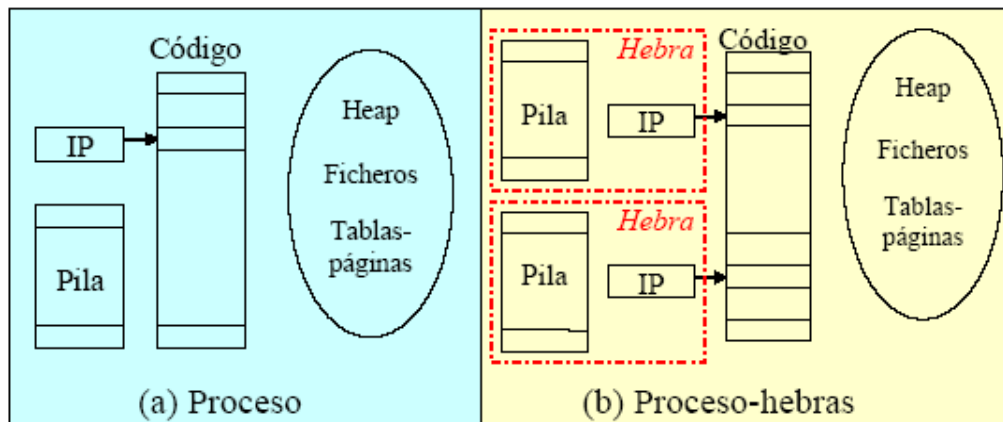 Código
IP
Pila
Heap
Ficheros
Tablas-
páginas
(a) Proceso
Hebra
Pila
IP
Hebra
Pila
IP
Código
Heap
Ficheros
Tablas-
páginas
(b) Proceso-hebras